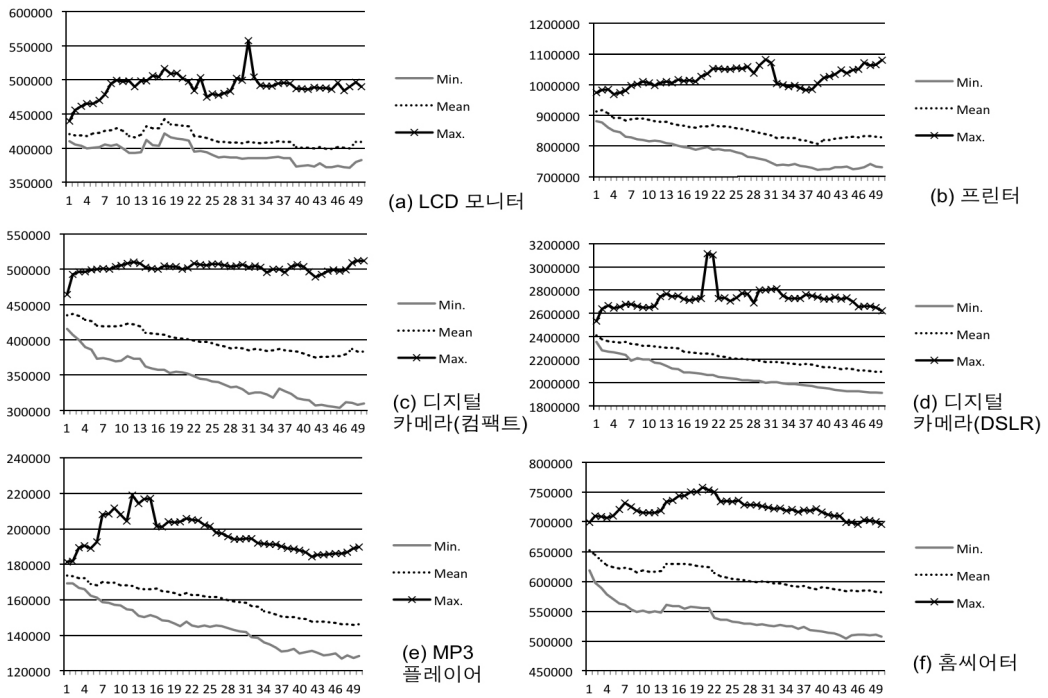 600000
550000
500000
450000
400000
350000
1 4 7 10 13 16 19 22 25 28 31 34 37 40 43 46 49
Min.
Mean
Max.
(a) LCD 모니터
1200000
1100000
1000000
900000
800000
700000
1 4 7 10 13 16 19 22 25 28 31 34 37 40 43 46 49
Min.
Mean
Max.
(b) 프린터
550000
500000
450000
400000
350000
300000
1 4 7 10 13 16 19 22 25 28 31 34 37 40 43 46 49
Min.
Mean
Max.
(c) 디지털
카메라(컴팩트)
3200000
3000000
2800000
2600000
2400000
2200000
2000000
1800000
1 4 7 10 13 16 19 22 25 28 31 34 37 40 43 46 49
Min.
Mean
Max.
(d) 디지털
카메라(DSLR)
240000
220000
200000
180000
160000
140000
120000
1 4 7 10 13 16 19 22 25 28 31 34 37 40 43 46 49
Min.
Mean
Max.
(e) MP3
플레이어
800000
750000
700000
650000
600000
550000
500000
450000
1 4 7 10 13 16 19 22 25 28 31 34 37 40 43 46 49
Min.
Mean
Max.
(f) 홈씨어터